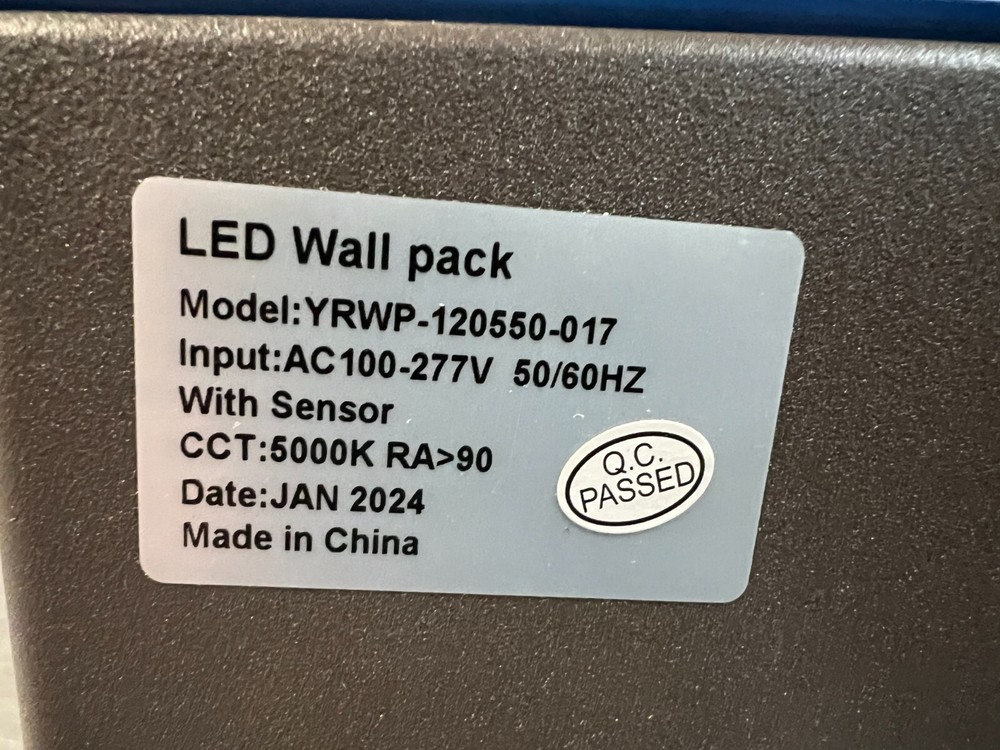 LED Wall pack
Model:YRWP-120550-017
Input:AC100-277V 50/60HZ
With Sensor
CCT:5000K RA>90
Date:JAN 2024
Made in China
Q.C.
PASSED